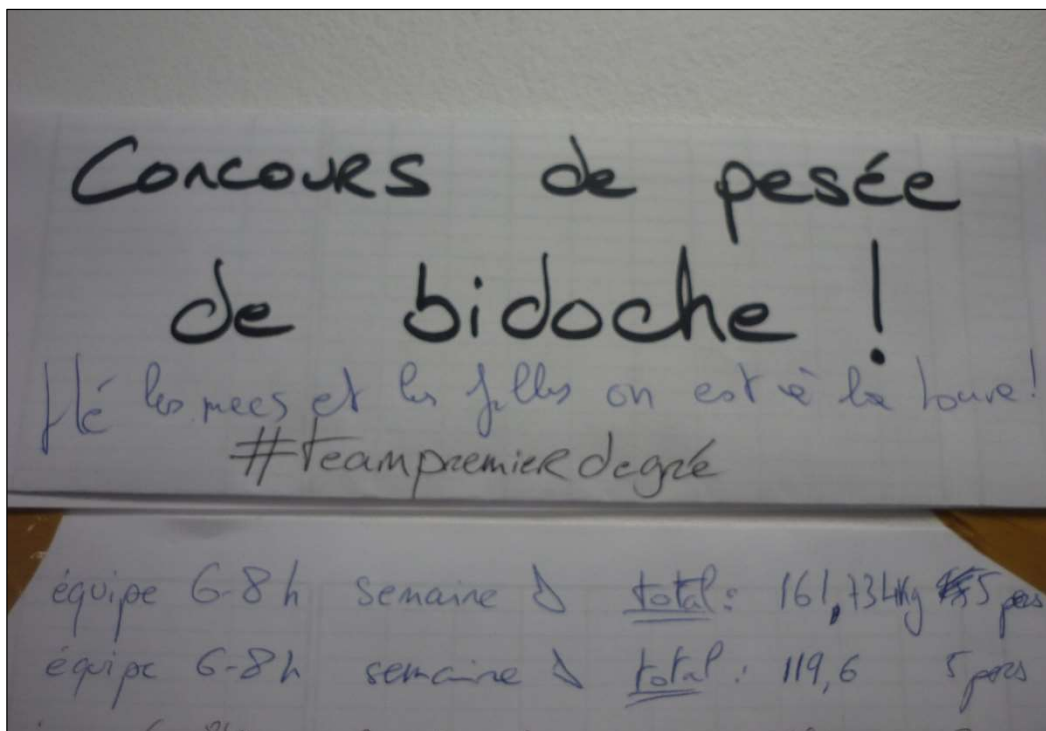 Concours de pesée
de bidoche !
Hé les mecs et les filles on est à la Louve!
#teampremierdegré
équipe 6-8h semaine total: 161,734kg 5 pers
équipe 6-8h semaine total: 119,6 5 pers